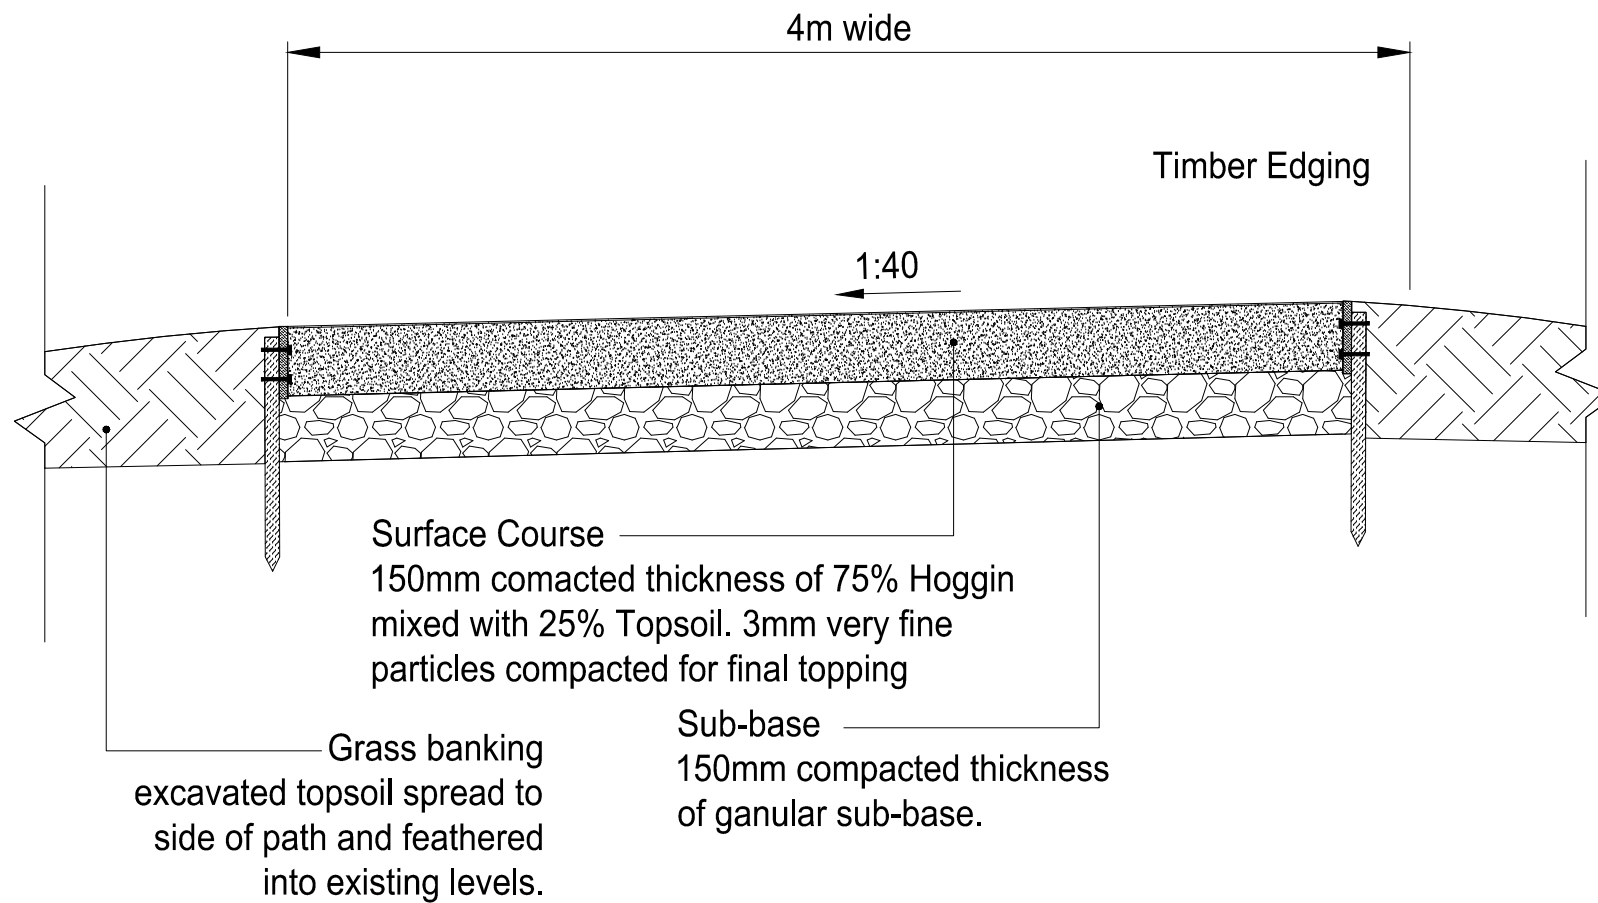 4m wide
Timber Edging
1:40
Surface Course
150mm comacted thickness of 75% Hoggin
mixed with 25% Topsoil. 3mm very fine
particles compacted for final topping
Sub-base
150mm compacted thickness
of ganular sub-base.
Grass banking
excavated topsoil spread to
side of path and feathered
into existing levels.